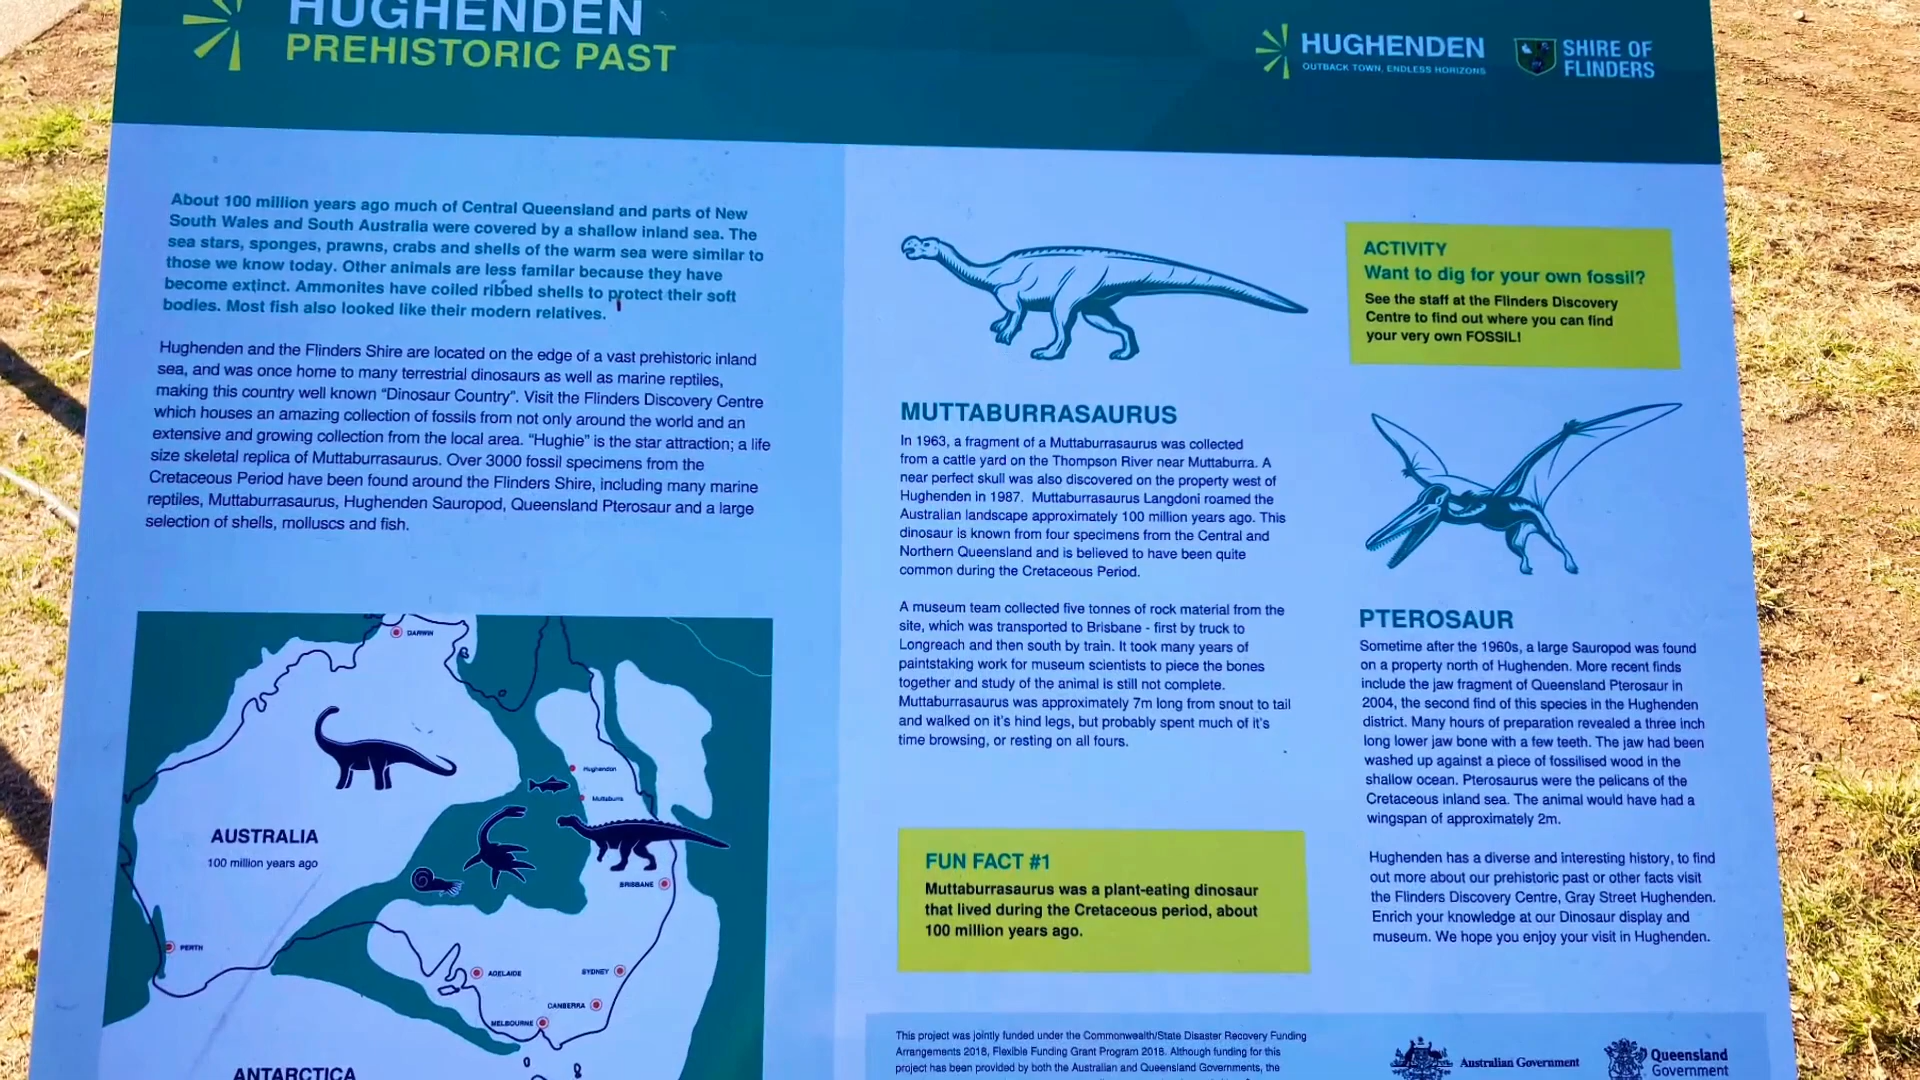 HUGHENDEN
PREHISTORIC PAST
HUGHENDEN
OUTBACK TOWN, ENDLESS HORIZONS
SHIRE OF
FLINDERS
About 100 million years ago much of Central Queensland and parts of New
South Wales and South Australia were covered by a shallow inland sea. The
sea stars, sponges, prawns, crabs and shells of the warm sea were similar to
those we know today. Other animals are less familar because they have
become extinct. Ammonites have coiled ribbed shells to protect their soft
bodies. Most fish also looked like their modern relatives.
Hughenden and the Flinders Shire are located on the edge of a vast prehistoric inland
sea, and was once home to many terrestrial dinosaurs as well as marine reptiles,
making this country well known “Dinosaur Country”. Visit the Flinders Discovery Centre
which houses an amazing collection of fossils from not only around the world and an
extensive and growing collection from the local area. “Hughie” is the star attraction; a life
size skeletal replica of Muttaburrasaurus. Over 3000 fossil specimens from the
Cretaceous Period have been found around the Flinders Shire, including many marine
reptiles, Muttaburrasaurus, Hughenden Sauropod, Queensland Pterosaur and a large
selection of shells, molluscs and fish.
DARWIN
Hughenden
Muttaburra
AUSTRALIA
100 million years ago
BRISBANE
PERTH
ADELAIDE
SYDNEY
CANBERRA
MELBOURNE
ANTARCTICA
MUTTABURRASAURUS
In 1963, a fragment of a Muttaburrasaurus was collected
from a cattle yard on the Thompson River near Muttaburra. A
near perfect skull was also discovered on the property west of
Hughenden in 1987. Muttaburrasaurus Langdoni roamed the
Australian landscape approximately 100 million years ago. This
dinosaur is known from four specimens from the Central and
Northern Queensland and is believed to have been quite
common during the Cretaceous Period.
A museum team collected five tonnes of rock material from the
site, which was transported to Brisbane - first by truck to
Longreach and then south by train. It took many years of
paintstaking work for museum scientists to piece the bones
together and study of the animal is still not complete.
Muttaburrasaurus was approximately 7m long from snout to tail
and walked on it’s hind legs, but probably spent much of it’s
time browsing, or resting on all fours.
FUN FACT #1
Muttaburrasaurus was a plant-eating dinosaur
that lived during the Cretaceous period, about
100 million years ago.
ACTIVITY
Want to dig for your own fossil?
See the staff at the Flinders Discovery
Centre to find out where you can find
your very own FOSSIL!
PTEROSAUR
Sometime after the 1960s, a large Sauropod was found
on a property north of Hughenden. More recent finds
include the jaw fragment of Queensland Pterosaur in
2004, the second find of this species in the Hughenden
district. Many hours of preparation revealed a three inch
long lower jaw bone with a few teeth. The jaw had been
washed up against a piece of fossilised wood in the
shallow ocean. Pterosaurus were the pelicans of the
Cretaceous inland sea. The animal would have had a
wingspan of approximately 2m.
Hughenden has a diverse and interesting history, to find
out more about our prehistoric past or other facts visit
the Flinders Discovery Centre, Gray Street Hughenden.
Enrich your knowledge at our Dinosaur display and
museum. We hope you enjoy your visit in Hughenden.
This project was jointly funded under the Commonwealth/State Disaster Recovery Funding
Arrangements 2018, Flexible Funding Grant Program 2018. Although funding for this
project has been provided by both the Australian and Queensland Governments, the
Australian Government
Queensland
Government